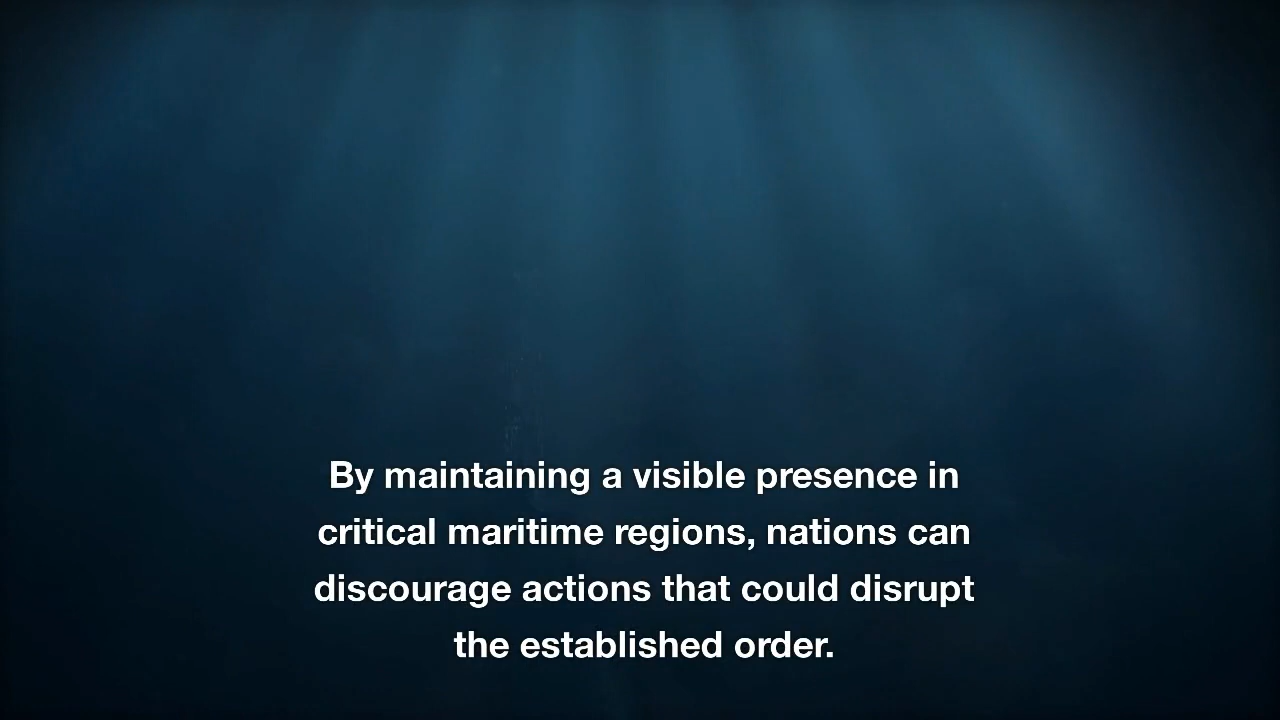 By maintaining a visible presence in
critical maritime regions, nations can
discourage actions that could disrupt
the established order.